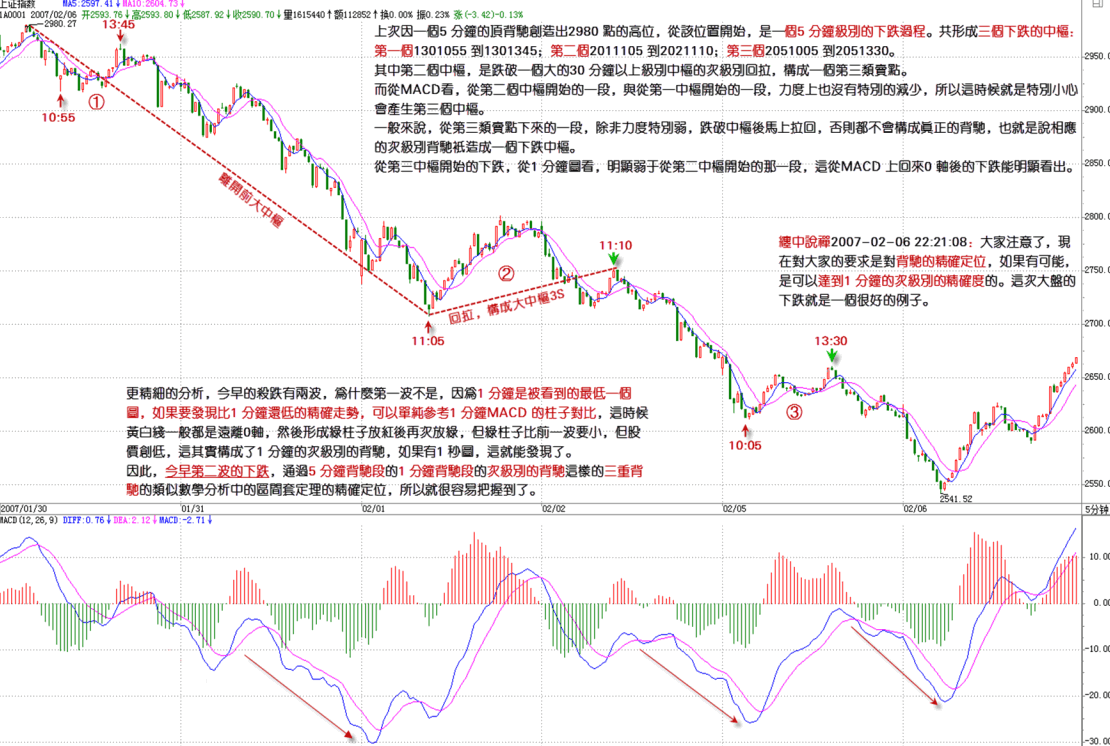 上证指数 MA5:2597.41↓ MA10:2604.73↓
1A0001 2007/02/06 开2593.76↓高2593.80↓低2587.92↓收2590.70↓量1615440↑额112852↑换0.00% 振0.23% 涨(-3.42)-0.13%
2980.27
13:45
上次因一個5 分鐘的頂背馳創造出2980 點的高位，從該位置開始，是一個5 分鐘級別的下跌過程。共形成三個下跌的中樞：
第一個1301055 到1301345；第二個2011105 到2021110；第三個2051005 到2051330。
其中第二個中樞，是跌破一個大的30 分鐘以上級別中樞的次級別回拉，構成一個第三類賣點。
而從MACD看，從第二個中樞開始的一段，與從第一中樞開始的一段，力度上也沒有特別的減少，所以這時候就是特別小心
會產生第三個中樞。
一般來說，從第三類賣點下來的一段，除非力度特別弱，跌破中樞後馬上拉回，否則都不會構成真正的背馳，也就是說相應
的次級別背馳衹造成一個下跌中樞。
從第三中樞開始的下跌，從1 分鐘圖看，明顯弱于從第二中樞開始的那一段，這從MACD 上回來0 軸後的下跌能明顯看出。
2950.
2900.
2850.
2800.
2750.
2700.
2650.
2600.
2550.
10:55
①
離開前大中樞
②
11:10
回拉，構成大中樞3S
11:05
纏中說禪2007-02-06 22:21:08：大家注意了，現
在對大家的要求是對背馳的精確定位，如果有可能，
是可以達到1 分鐘的次級別的精確度的。這次大盤的
下跌就是一個很好的例子。
13:30
③
10:05
更精細的分析，今早的殺跌有兩波，爲什麼第一波不是，因爲1 分鐘是被看到的最低一個
圖，如果要發現比1 分鐘還低的精確走勢，可以單純參考1 分鐘MACD 的柱子對比，這時候
黃白綫一般都是遠離0軸，然後形成綠柱子放紅後再次放綠，但綠柱子比前一波要小，但股
價創低，這其實構成了1 分鐘的次級別的背馳，如果有1 秒圖，這就能發現了。
因此，今早第二波的下跌，通過5 分鐘背馳段的1 分鐘背馳段的次級別的背馳這樣的三重背
馳的類似數學分析中的區間套定理的精確定位，所以就很容易把握到了。
2541.52
2007/01/30 01/31 02/01 02/02 02/05 02/06 5分钟
MACD(12,26,9) DIFF:0.76↓ DEA:2.12↓ MACD:-2.71↓
10.00
0.00
-10.00
-20.00
-30.00